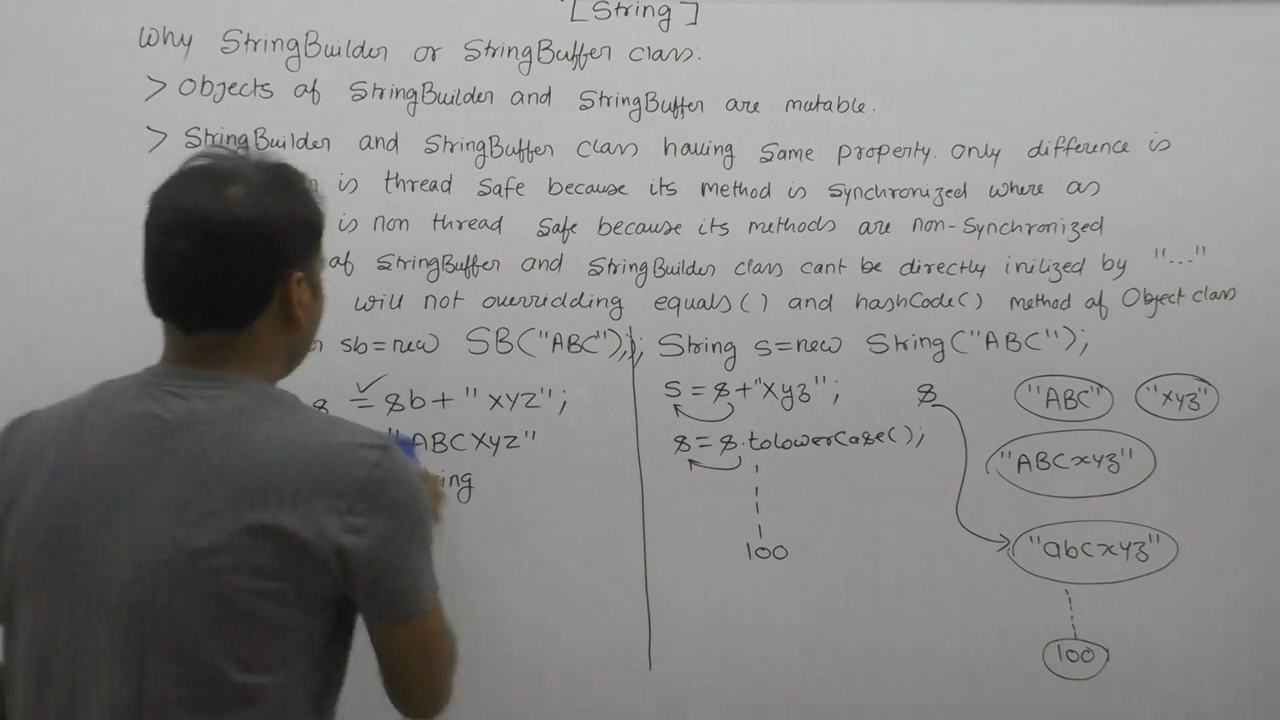 [String]
Why StringBuilder or StringBuffer class.
> Objects of StringBuilder and StringBuffer are mutable.
> StringBuilder and StringBuffer class having same property. only difference is
is thread safe because its method is synchronized where as
is non thread safe because its methods are non-synchronized
of StringBuffer and StringBuilder class cant be directly inilized by "..."
will not overridding equals() and hashCode() method of Object class
sb=new SB("ABC"); String s=new String("ABC");
s = sb+"XYZ"; s=s+"xyz"; s "ABC" "xyz"
"ABCXYZ" s=s.toLowerCase(); "ABCxyz"
100 "abcxyz"
100